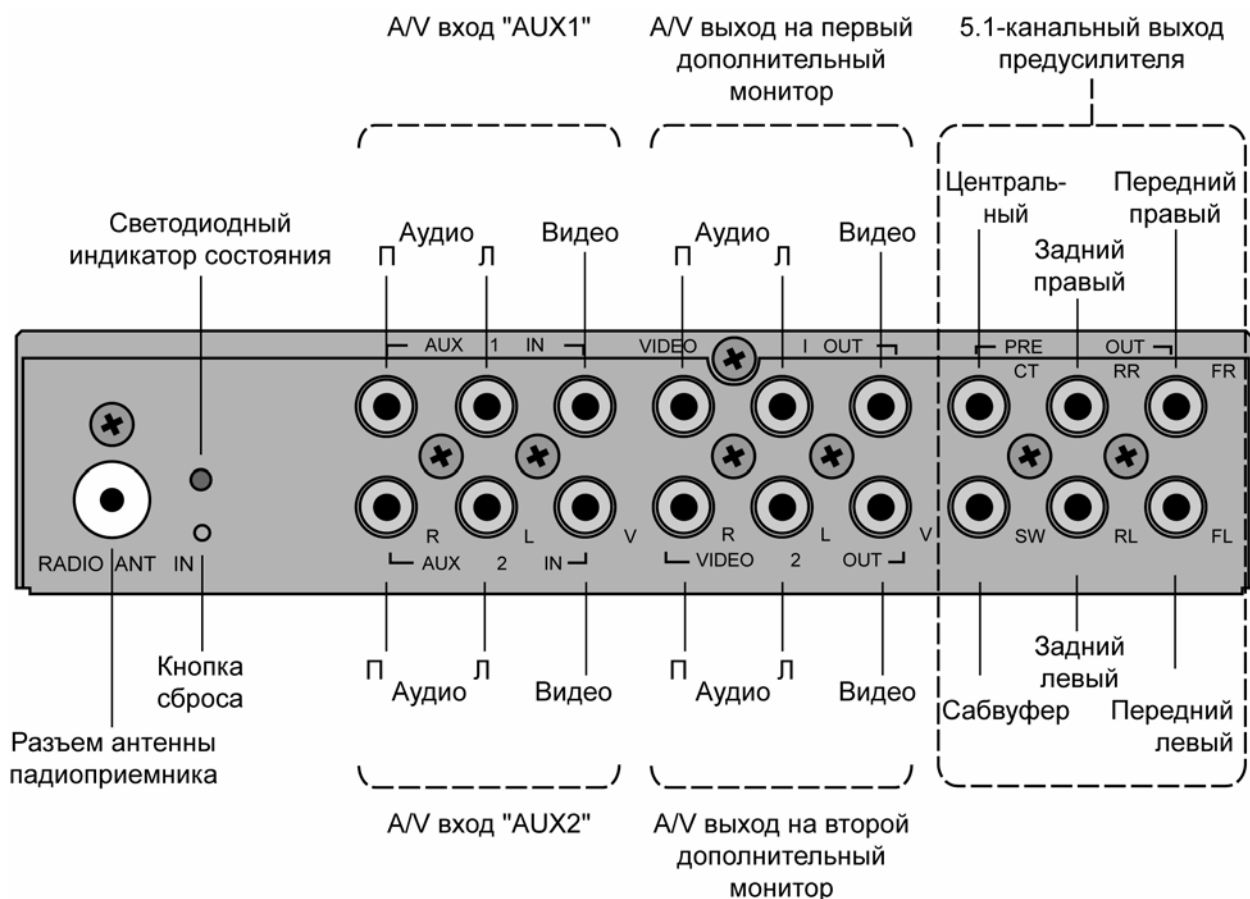 A/V вход "AUX1"
A/V выход на первый
дополнительный
монитор
5.1-канальный выход
предусилителя
Светодиодный
индикатор состояния
Аудио
П Л
Видео
Аудио
П Л
Видео
Централь-
ный
Задний
правый
Передний
правый
AUX 1 IN
VIDEO I OUT
PRE OUT
CT RR FR
RADIO ANT IN
R L V
R L V
SW RL FL
AUX 2 IN
VIDEO 2 OUT
Кнопка
сброса
Разъем антенны
падиоприемника
П Л
Аудио
Видео
П Л
Аудио
Видео
Сабвуфер
Задний
левый
Передний
левый
A/V вход "AUX2"
A/V выход на второй
дополнительный
монитор